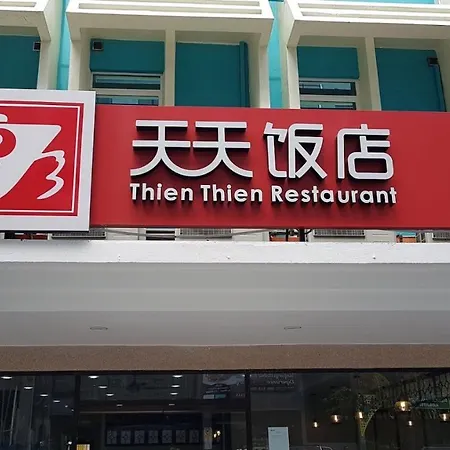 天天饭店
Thien Thien Restaurant